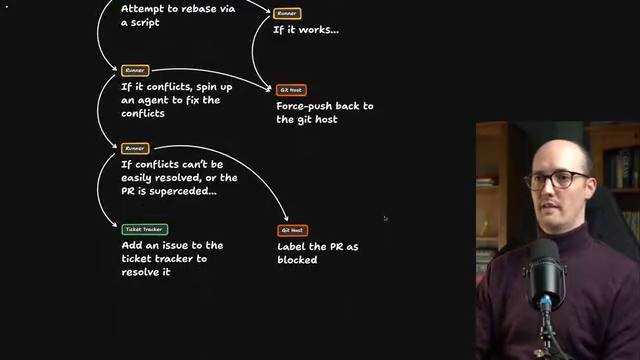 Attempt to rebase via
a script
Runner
If it works...
Runner
If it conflicts, spin up
an agent to fix the
conflicts
Git Host
Force-push back to
the git host
Runner
If conflicts can't be
easily resolved, or the
PR is superceded...
Ticket Tracker
Add an issue to the
ticket tracker to
resolve it
Git Host
Label the PR as
blocked